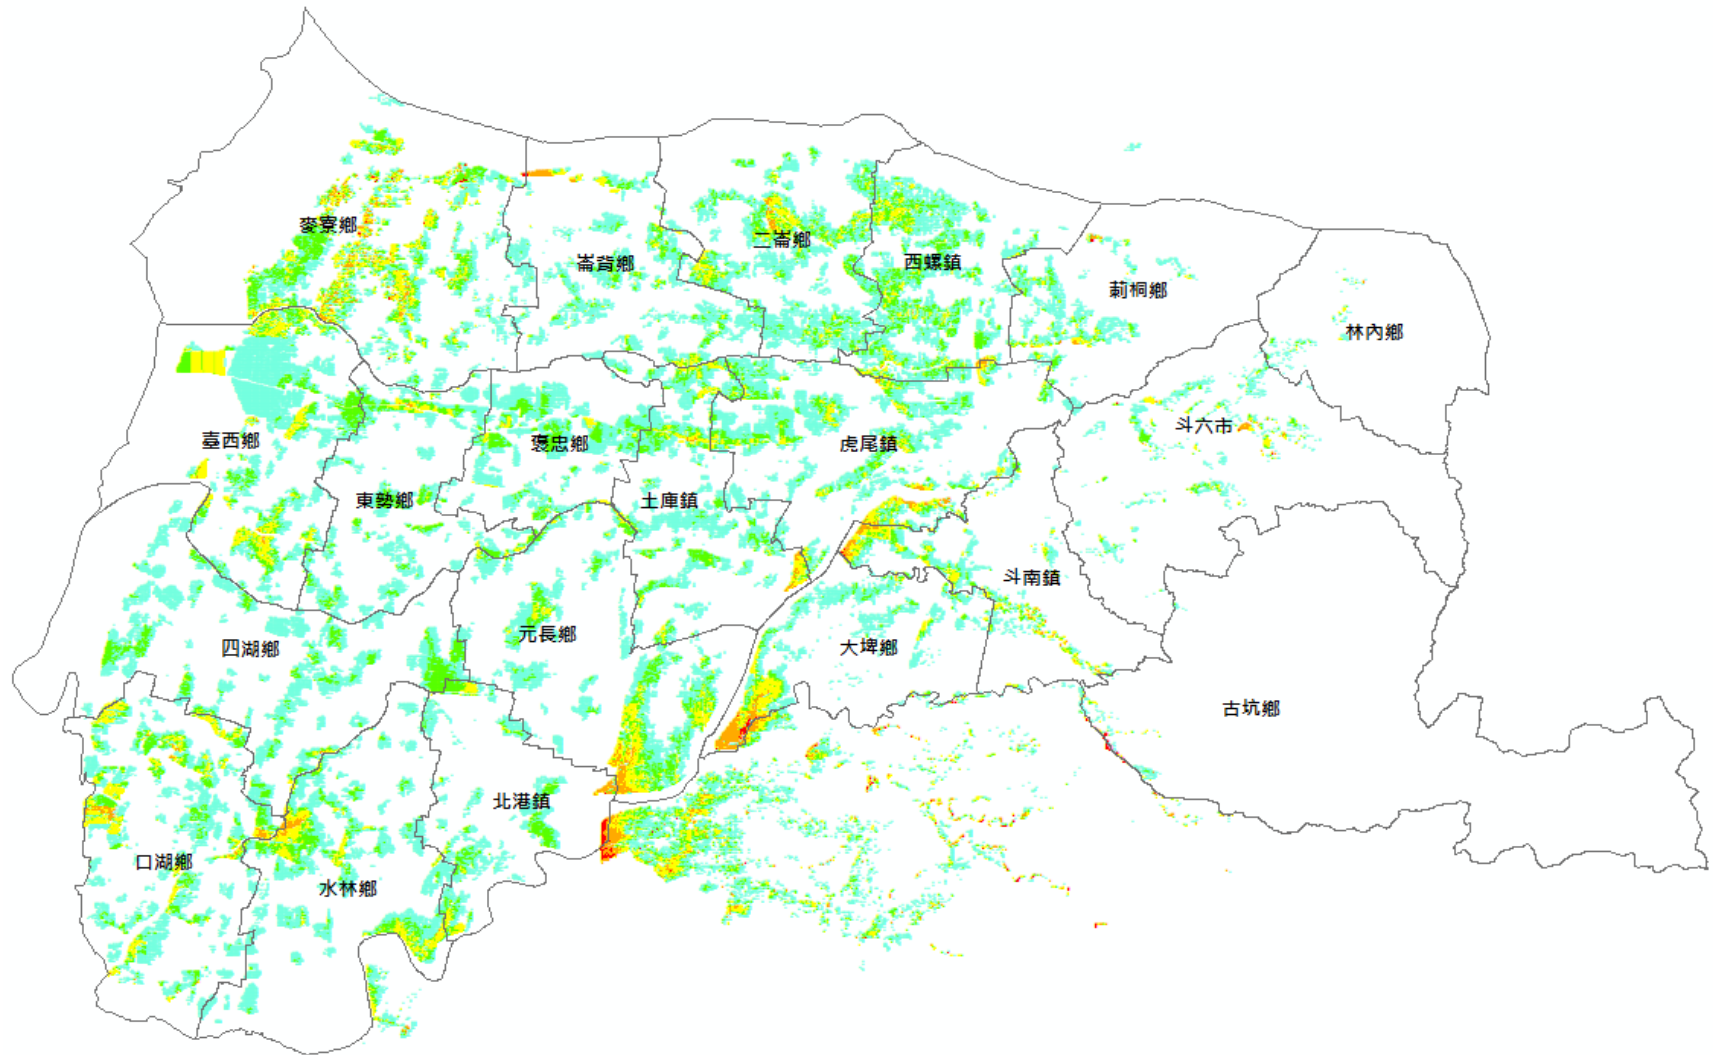 麥寮鄉
二崙鄉
崙背鄉
西螺鎮
莿桐鄉
林內鄉
斗六市
臺西鄉
褒忠鄉
虎尾鎮
東勢鄉
土庫鎮
斗南鎮
元長鄉
四湖鄉
大埤鄉
古坑鄉
北港鎮
口湖鄉
水林鄉